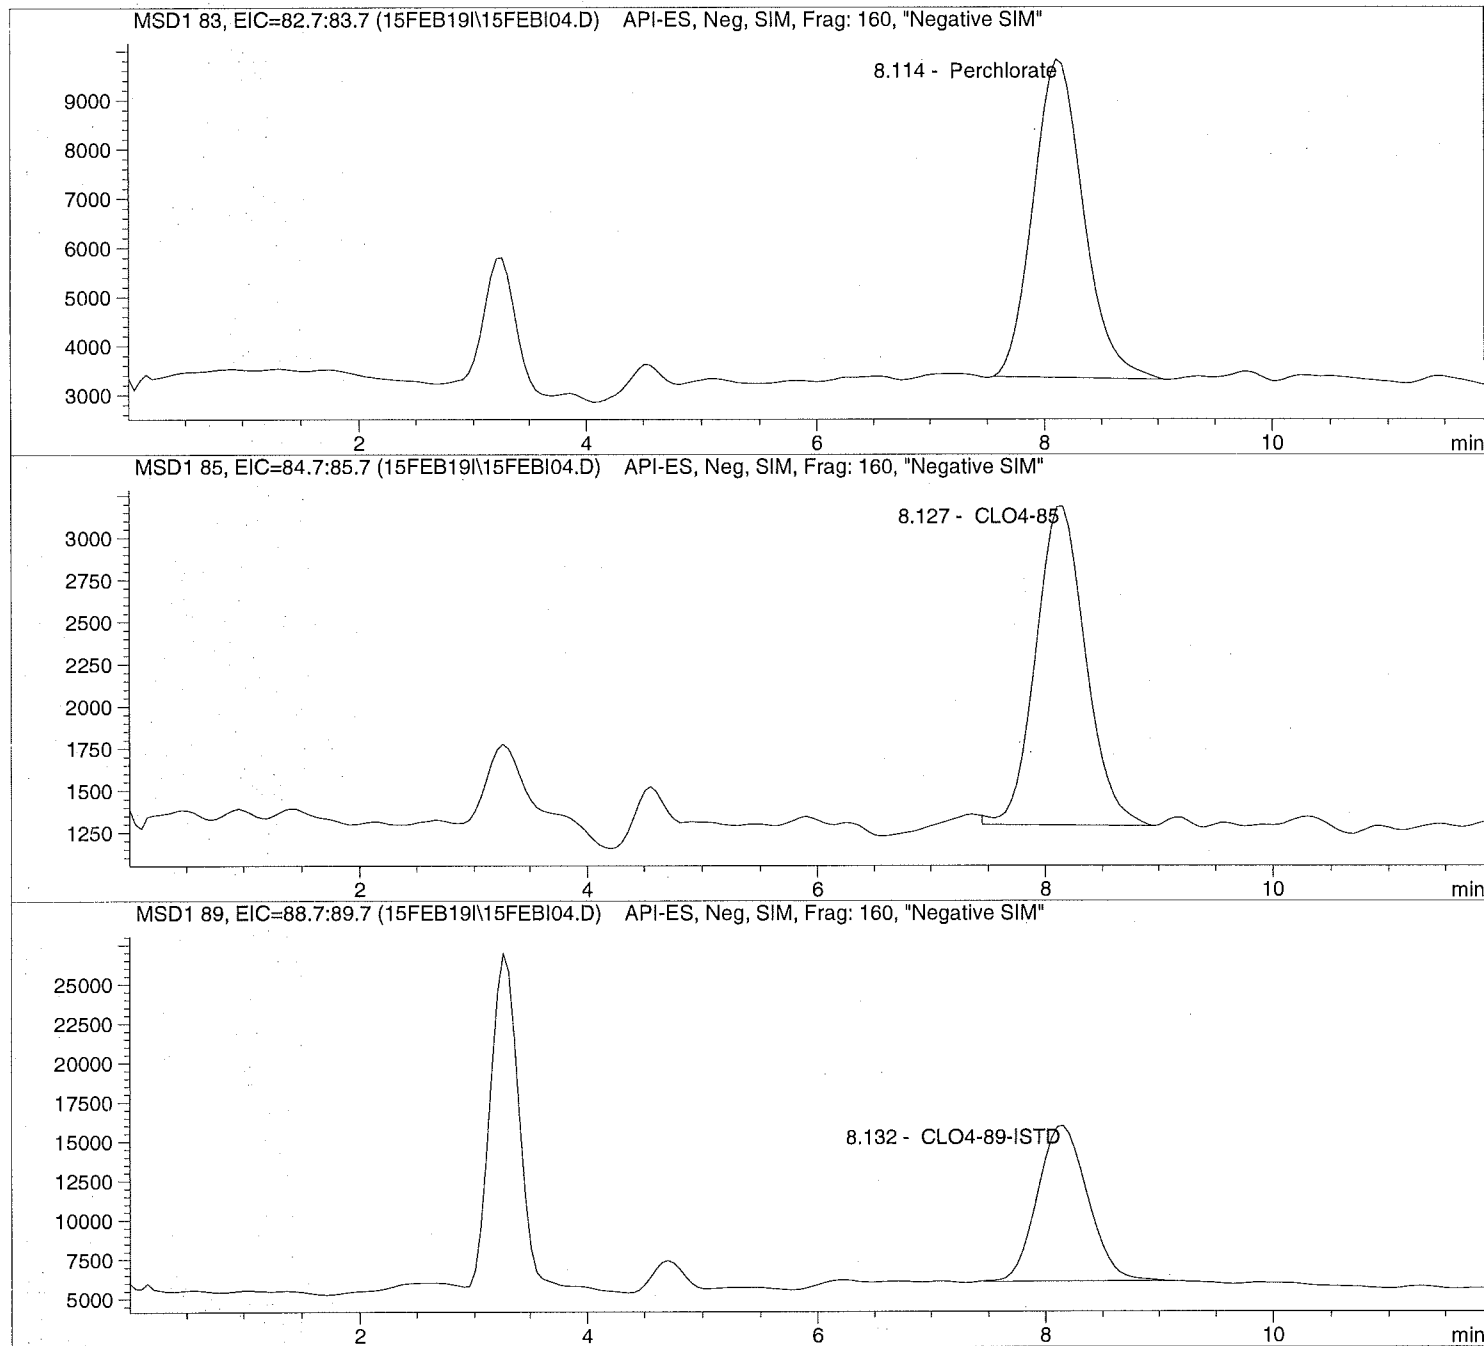 MSD1 83, EIC=82.7:83.7 (15FEB19I\15FEBI04.D) API-ES, Neg, SIM, Frag: 160, "Negative SIM"
8.114 - Perchlorate
9000
8000
7000
6000
5000
4000
3000
2 4 6 8 10 min
MSD1 85, EIC=84.7:85.7 (15FEB19I\15FEBI04.D) API-ES, Neg, SIM, Frag: 160, "Negative SIM"
8.127 - CLO4-85
3000
2750
2500
2250
2000
1750
1500
1250
2 4 6 8 10 min
MSD1 89, EIC=88.7:89.7 (15FEB19I\15FEBI04.D) API-ES, Neg, SIM, Frag: 160, "Negative SIM"
25000
22500
20000
17500
8.132 - CLO4-89-ISTD
15000
12500
10000
7500
5000
2 4 6 8 10 min